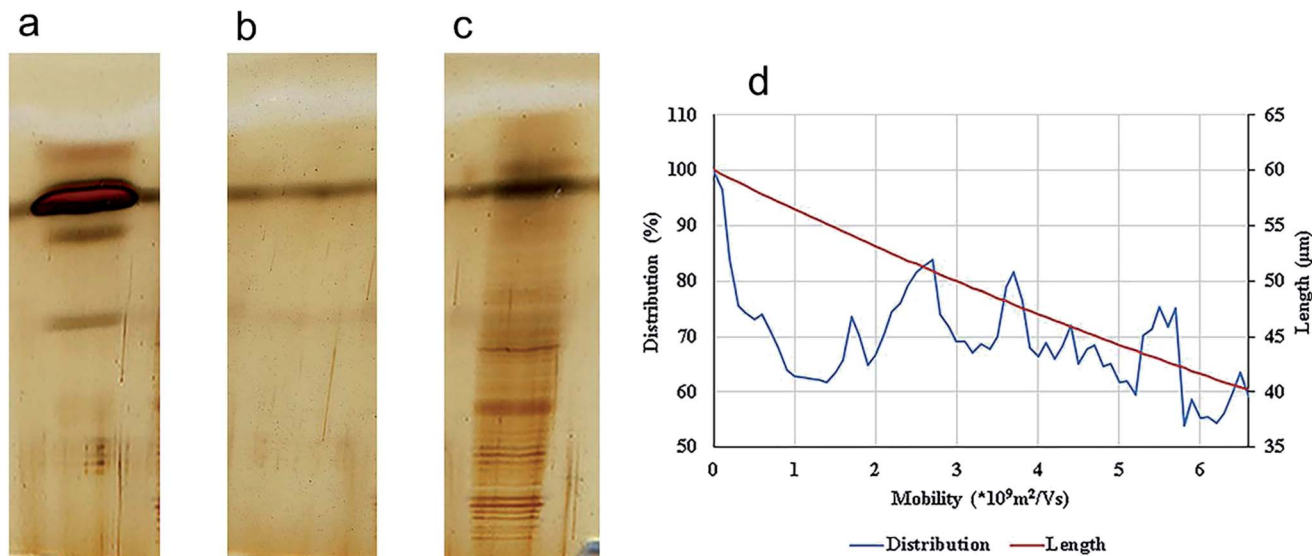 a
b
c
d
110
100
90
80
70
60
50
Distribution (%)
65
60
55
50
45
40
35
Length (µm)
0 1 2 3 4 5 6
Mobility (*10⁹m²/Vs)
Distribution Length